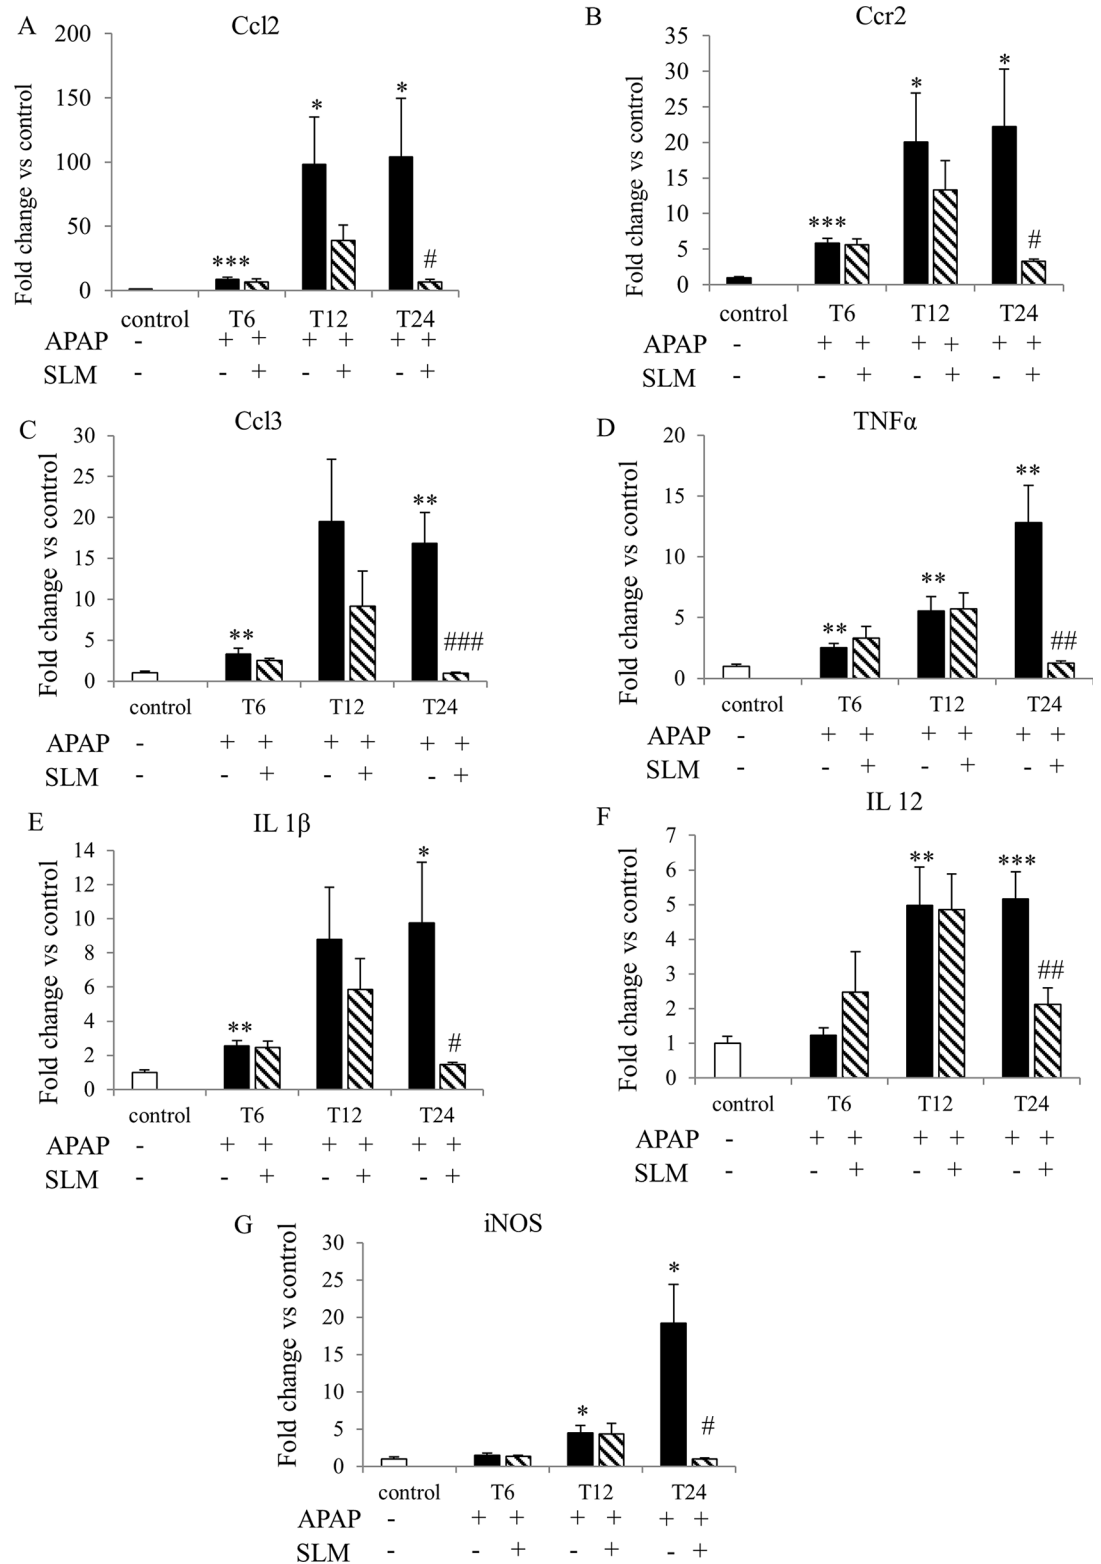 A
Ccl2
Fold change vs control
200
150
100
50
0
***
*
*
#
control T6 T12 T24
APAP - + + + + + +
SLM - - + - + - +
B
Ccr2
Fold change vs control
35
30
25
20
15
10
5
0
***
*
*
#
control T6 T12 T24
APAP - + + + + + +
SLM - - + - + - +
C
Ccl3
Fold change vs control
30
25
20
15
10
5
0
**
**
###
control T6 T12 T24
APAP - + + + + + +
SLM - - + - + - +
D
TNFα
Fold change vs control
20
15
10
5
0
**
**
**
##
control T6 T12 T24
APAP - + + + + + +
SLM - - + - + - +
E
IL 1β
Fold change vs control
14
12
10
8
6
4
2
0
**
*
#
control T6 T12 T24
APAP - + + + + + +
SLM - - + - + - +
F
IL 12
Fold change vs control
7
6
5
4
3
2
1
0
**
***
##
control T6 T12 T24
APAP - + + + + + +
SLM - - + - + - +
G
iNOS
Fold change vs control
30
25
20
15
10
5
0
*
*
#
control T6 T12 T24
APAP - + + + + + +
SLM - - + - + - +